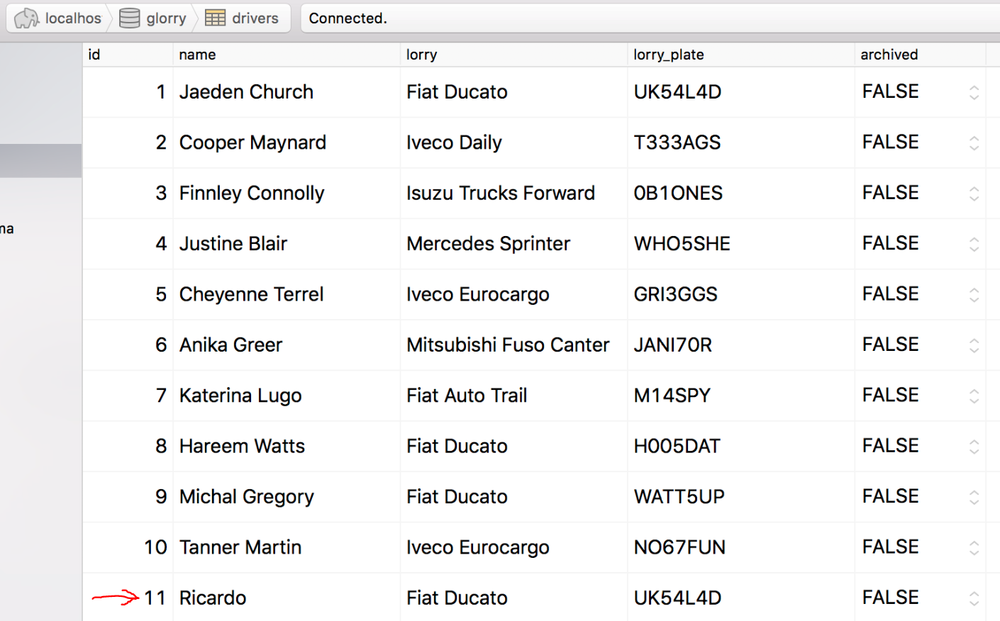 localhos glorry drivers Connected.
id name lorry lorry_plate archived
1 Jaeden Church Fiat Ducato UK54L4D FALSE
2 Cooper Maynard Iveco Daily T333AGS FALSE
3 Finnley Connolly Isuzu Trucks Forward 0B1ONES FALSE
ma
4 Justine Blair Mercedes Sprinter WHO5SHE FALSE
5 Cheyenne Terrel Iveco Eurocargo GRI3GGS FALSE
6 Anika Greer Mitsubishi Fuso Canter JANI70R FALSE
7 Katerina Lugo Fiat Auto Trail M14SPY FALSE
8 Hareem Watts Fiat Ducato H005DAT FALSE
9 Michal Gregory Fiat Ducato WATT5UP FALSE
10 Tanner Martin Iveco Eurocargo NO67FUN FALSE
11 Ricardo Fiat Ducato UK54L4D FALSE